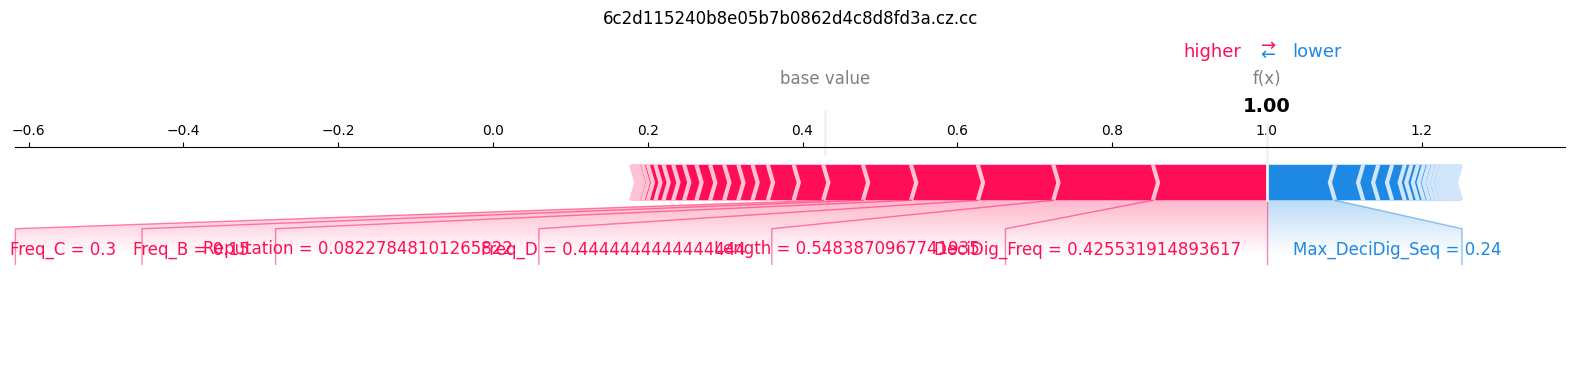 6c2d115240b8e05b7b0862d4c8d8fd3a.cz.cc
higher → ← lower
base value f(x)
1.00
−0.6 −0.4 −0.2 0.0 0.2 0.4 0.6 0.8 1.0 1.2
Freq_C = 0.3 Freq_B = 0.15 Reputation = 0.08227848101265822 Freq_D = 0.4444444444444444 Length = 0.5483870967741935 DeciDig_Freq = 0.425531914893617 Max_DeciDig_Seq = 0.24